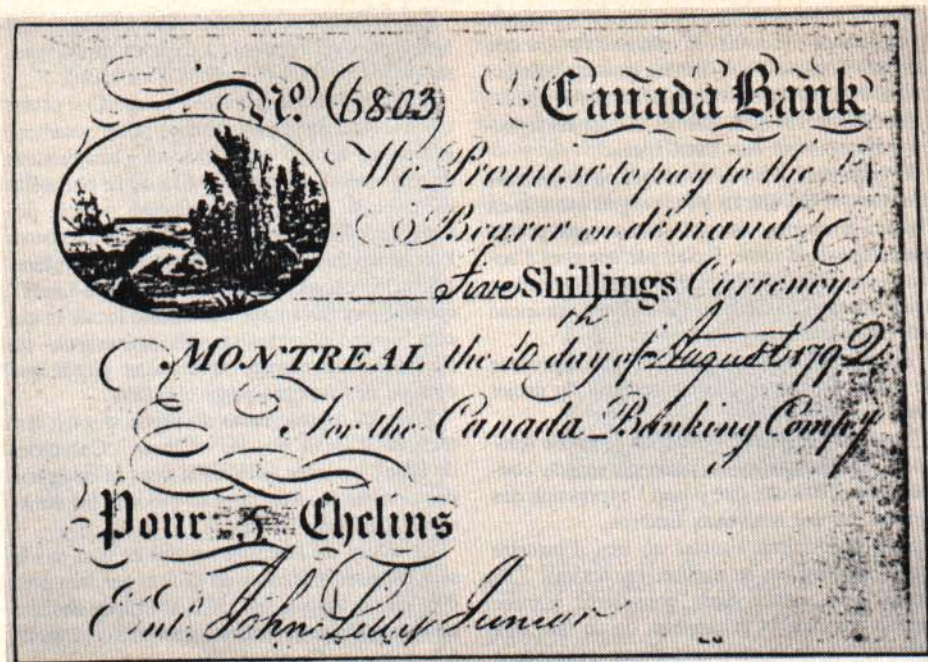 No. 6803
Canada Bank
We Promise to pay to the
Bearer on demand
Five Shillings Currency
MONTREAL the 10th day of August 1792
For the Canada Banking Compy
Pour 5 Chelins
Ent. John Lilly Junior